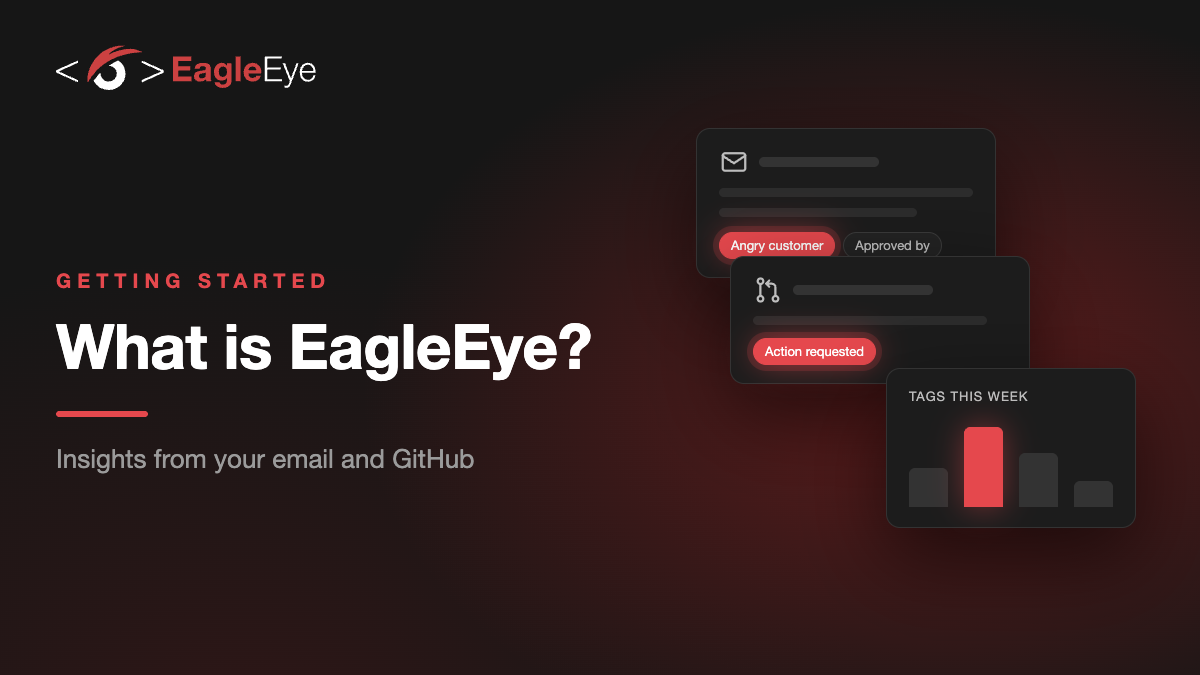 < > EagleEye
GETTING STARTED
What is EagleEye?
Insights from your email and GitHub
Angry customer
Approved by
Action requested
TAGS THIS WEEK